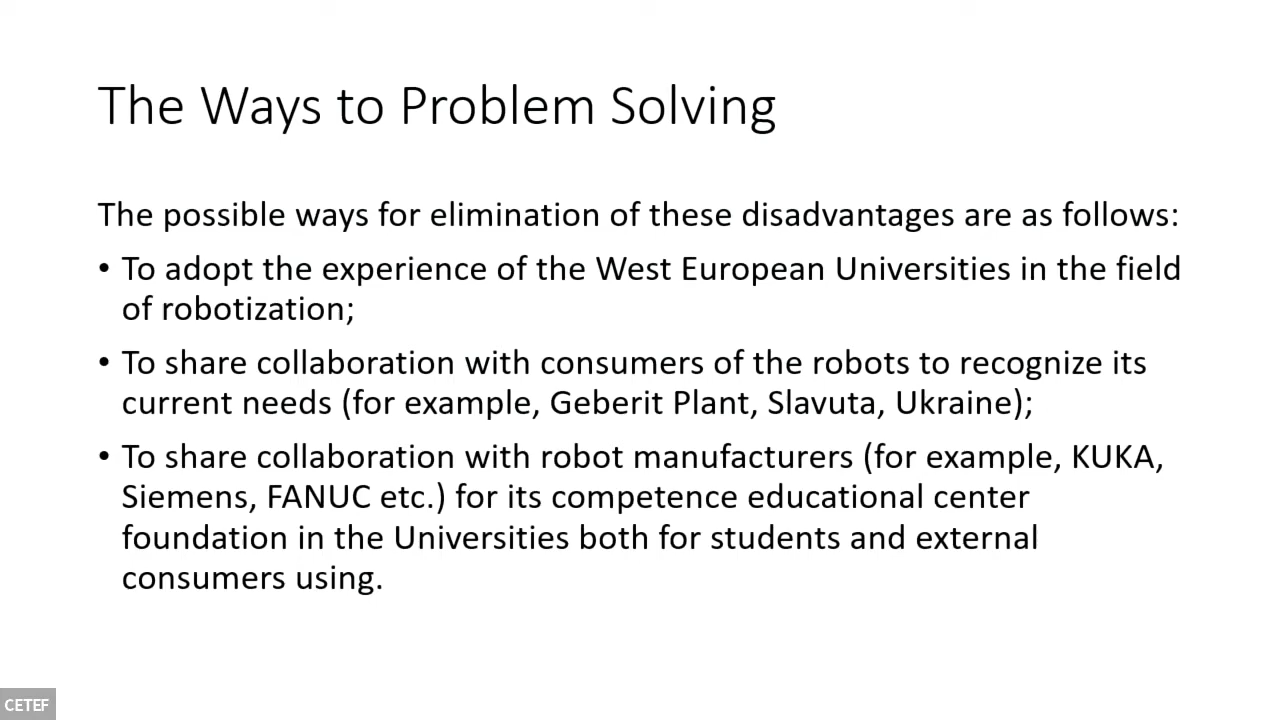 The Ways to Problem Solving
The possible ways for elimination of these disadvantages are as follows:
• To adopt the experience of the West European Universities in the field
of robotization;
• To share collaboration with consumers of the robots to recognize its
current needs (for example, Geberit Plant, Slavuta, Ukraine);
• To share collaboration with robot manufacturers (for example, KUKA,
Siemens, FANUC etc.) for its competence educational center
foundation in the Universities both for students and external
consumers using.
CETEF